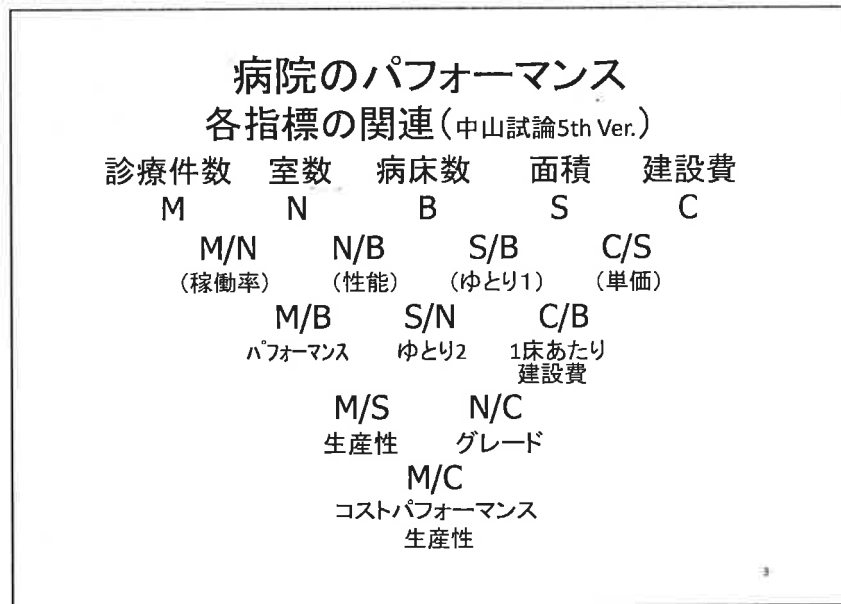 病院のパフォーマンス
各指標の関連（中山試論5th Ver.）
診療件数 室数 病床数 面積 建設費
M N B S C
M/N N/B S/B C/S
（稼働率） （性能） （ゆとり1） （単価）
M/B S/N C/B
パフォーマンス ゆとり2 1床あたり
建設費
M/S N/C
生産性 グレード
M/C
コストパフォーマンス
生産性
3